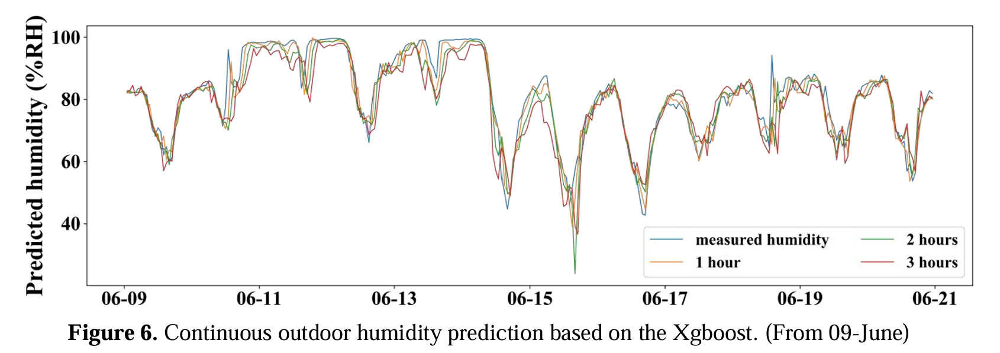 Predicted humidity (%RH)
100
80
60
40
measured humidity
1 hour
2 hours
3 hours
06-09 06-11 06-13 06-15 06-17 06-19 06-21
Figure 6. Continuous outdoor humidity prediction based on the Xgboost. (From 09-June)